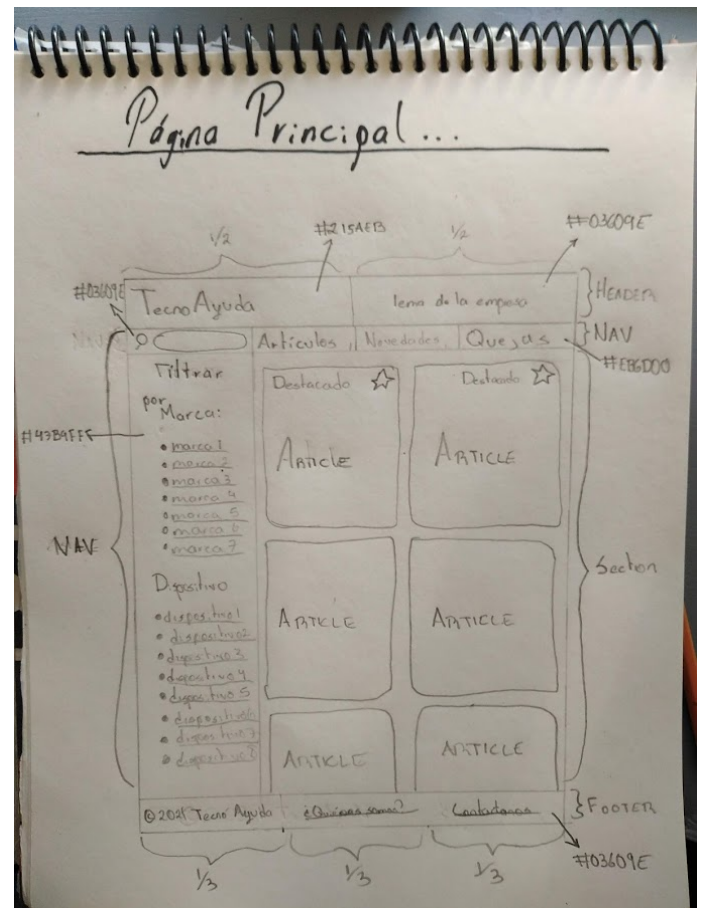 Página Principal...
1/2 #215AEB 1/2 #03609E
#03609E TecnoAyuda lema de la empresa HEADER
Artículos Novedades Quejas NAV
#EB6D00
Filtrar
por Marca:
Destacado Destacado
#43B9FFF
ARTICLE ARTICLE
• marca 1
• marca 2
• marca 3
• marca 4
• marca 5
• marca 6
• marca 7
NAV Section
Dispositivo
ARTICLE ARTICLE
• dispositivo 1
• dispositivo 2
• dispositivo 3
• dispositivo 4
• dispositivo 5
• dispositivo 6
• dispositivo 7
• dispositivo 8
ARTICLE ARTICLE
© 2021 Tecno Ayuda ¿Quiénes somos? Contactanos FOOTER
1/3 1/3 1/3 #03609E